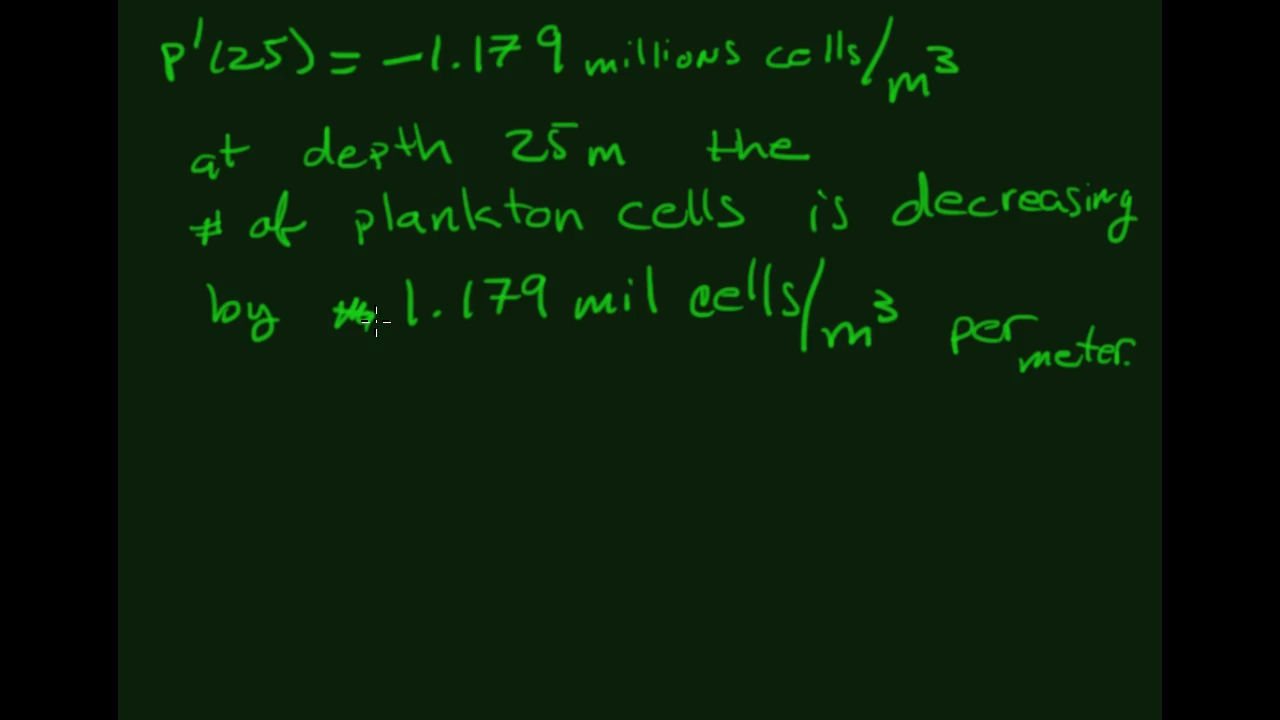 p'(25) = -1.179 millions cells/m³
at depth 25m the
# of plankton cells is decreasing
by 1.179 mil cells/m³ per meter.